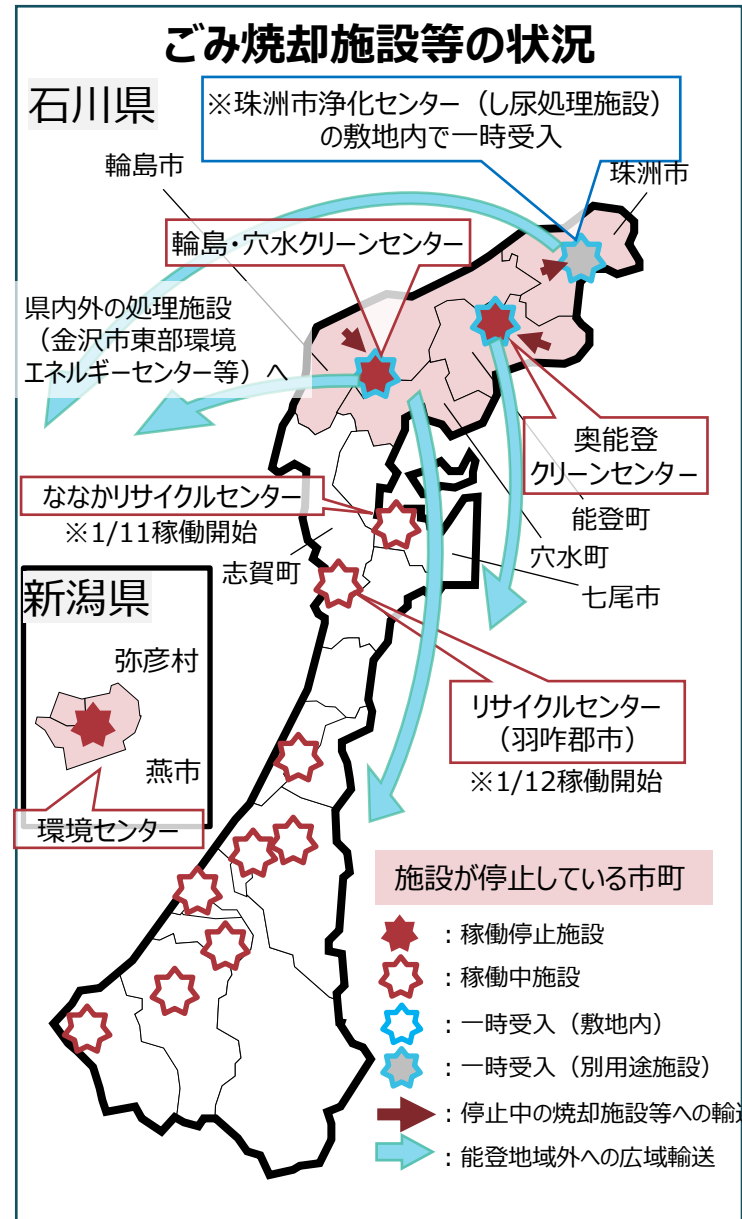 ごみ焼却施設等の状況
石川県
※珠洲市浄化センター（し尿処理施設）
の敷地内で一時受入
輪島市
珠洲市
輪島・穴水クリーンセンター
県内外の処理施設
（金沢市東部環境
エネルギーセンター等）へ
奥能登
クリーンセンター
ななかリサイクルセンター
※1/11稼働開始
能登町
穴水町
志賀町
七尾市
新潟県
弥彦村
燕市
環境センター
リサイクルセンター
（羽咋郡市）
※1/12稼働開始
施設が停止している市町
：稼働停止施設
：稼働中施設
：一時受入（敷地内）
：一時受入（別用途施設）
：停止中の焼却施設等への輸
：能登地域外への広域輸送